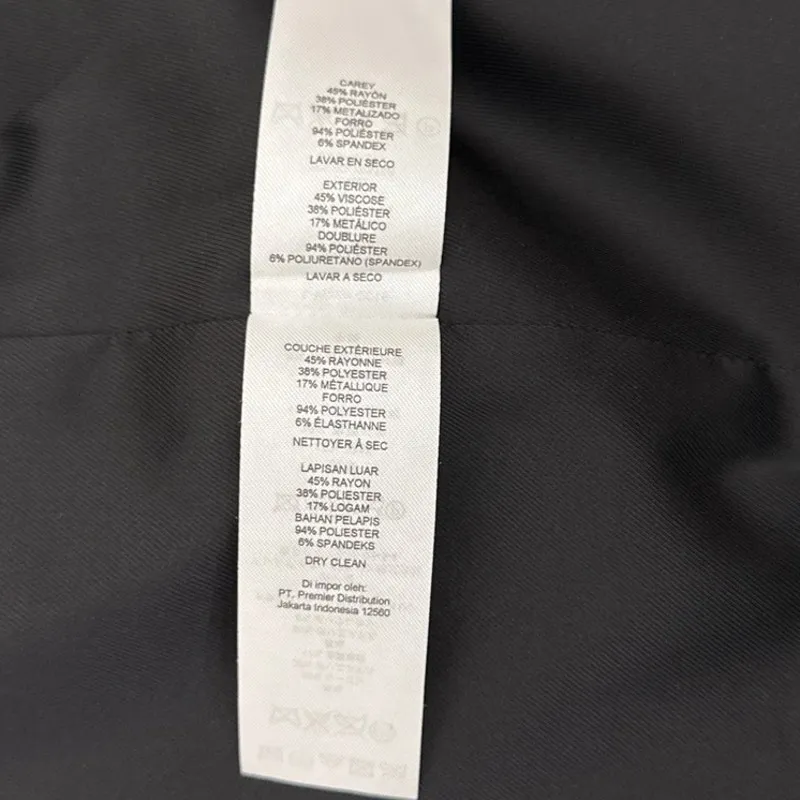 CAREY
45% RAYÓN
38% POLIÉSTER
17% METALIZADO
FORRO
94% POLIÉSTER
6% SPANDEX
LAVAR EN SECO
EXTERIOR
45% VISCOSE
38% POLIÉSTER
17% METÁLICO
DOUBLURE
94% POLIÉSTER
6% POLIURETANO (SPANDEX)
LAVAR A SECO
COUCHE EXTÉRIEURE
45% RAYONNE
38% POLYESTER
17% MÉTALLIQUE
FORRO
94% POLYESTER
6% ÉLASTHANNE
NETTOYER À SEC
LAPISAN LUAR
45% RAYON
38% POLIESTER
17% LOGAM
BAHAN PELAPIS
94% POLIESTER
6% SPANDEKS
DRY CLEAN
Di impor oleh:
PT. Premier Distribution
Jakarta Indonesia 12560